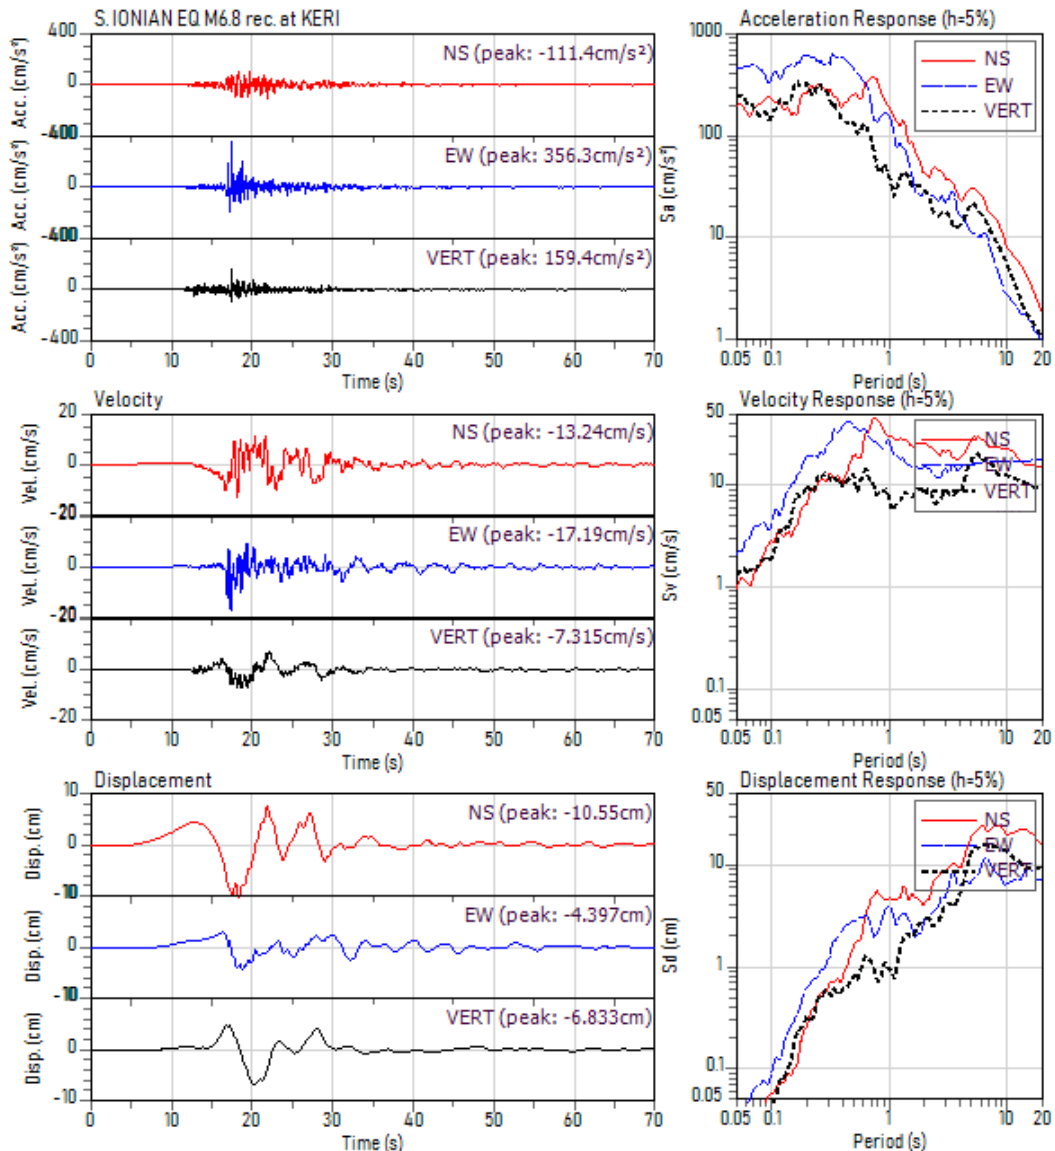 S. IONIAN EQ M6.8 rec. at KERI
400
NS (peak: -111.4cm/s²)
Acc. (cm/s²)
0
-400
EW (peak: 356.3cm/s²)
Acc. (cm/s²)
0
-400
VERT (peak: 159.4cm/s²)
Acc. (cm/s²)
0
-400
0 10 20 30 40 50 60 70
Time (s)
Acceleration Response (h=5%)
1000
NS
EW
VERT
100
Sa (cm/s²)
10
1
0.05 0.1 1 10 20
Period (s)
Velocity
20
NS (peak: -13.24cm/s)
Vel. (cm/s)
0
-20
EW (peak: -17.19cm/s)
Vel. (cm/s)
0
-20
VERT (peak: -7.315cm/s)
Vel. (cm/s)
0
-20
0 10 20 30 40 50 60 70
Time (s)
Velocity Response (h=5%)
50
NS
EW
VERT
10
Sv (cm/s)
1
0.1
0.05
0.05 0.1 1 10 20
Period (s)
Displacement
10
NS (peak: -10.55cm)
Disp. (cm)
0
-10
EW (peak: -4.397cm)
Disp. (cm)
0
-10
VERT (peak: -6.833cm)
Disp. (cm)
0
-10
0 10 20 30 40 50 60 70
Time (s)
Displacement Response (h=5%)
50
NS
EW
VERT
10
Sd (cm)
1
0.1
0.05
0.05 0.1 1 10 20
Period (s)